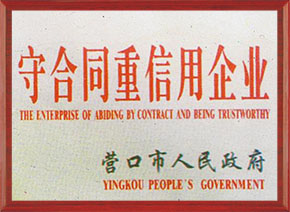 守合同重信用企业
THE ENTERPRISE OF ABIDING BY CONTRACT AND BEING TRUSTWORTHY
营口市人民政府
YINGKOU PEOPLE'S GOVERNMENT